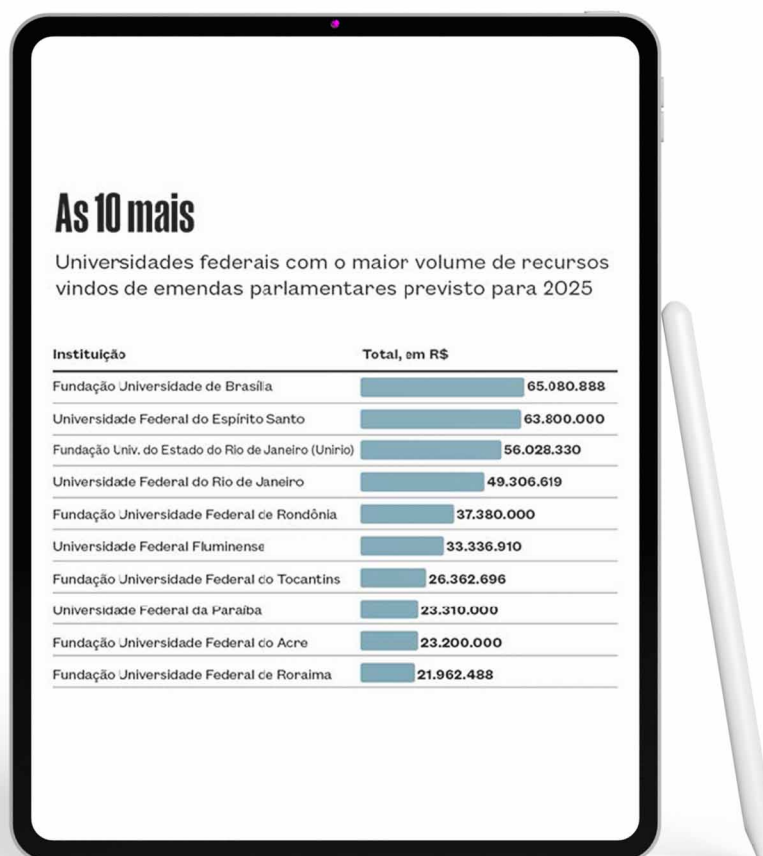 As 10 mais
Universidades federais com o maior volume de recursos
vindos de emendas parlamentares previsto para 2025
Instituição Total, em R$
Fundação Universidade de Brasília 65.080.888
Universidade Federal do Espírito Santo 63.800.000
Fundação Univ. do Estado do Rio de Janeiro (Unirio) 56.028.330
Universidade Federal do Rio de Janeiro 49.306.619
Fundação Universidade Federal de Rondônia 37.380.000
Universidade Federal Fluminense 33.336.910
Fundação Universidade Federal do Tocantins 26.362.696
Universidade Federal da Paraíba 23.310.000
Fundação Universidade Federal do Acre 23.200.000
Fundação Universidade Federal de Roraima 21.962.488